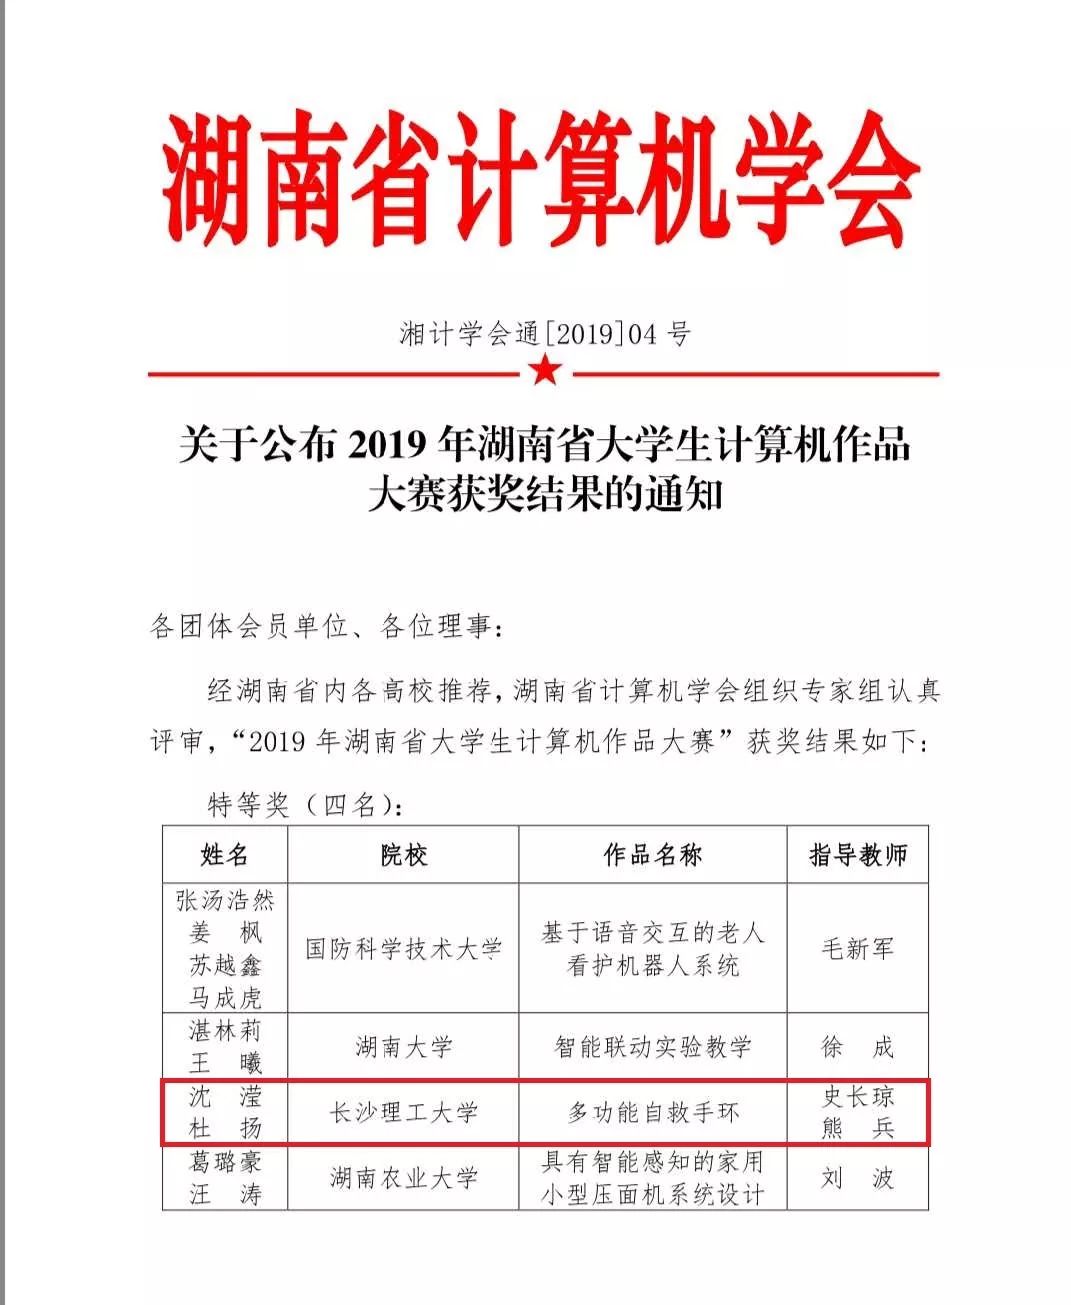 湖南省计算机学会
湘计学会通[2019]04 号
关于公布 2019 年湖南省大学生计算机作品
大赛获奖结果的通知
各团体会员单位、各位理事：
经湖南省内各高校推荐，湖南省计算机学会组织专家组认真
评审，“2019 年湖南省大学生计算机作品大赛”获奖结果如下：
特等奖（四名）：
姓名 院校 作品名称 指导教师
张汤浩然
姜 枫
苏越鑫
马成虎
国防科学技术大学
基于语音交互的老人
看护机器人系统
毛新军
湛林莉
王 曦
湖南大学
智能联动实验教学
徐 成
沈 滢
杜 扬
长沙理工大学
多功能自救手环
史长琼
熊 兵
葛璐豪
汪 涛
湖南农业大学
具有智能感知的家用
小型压面机系统设计
刘 波